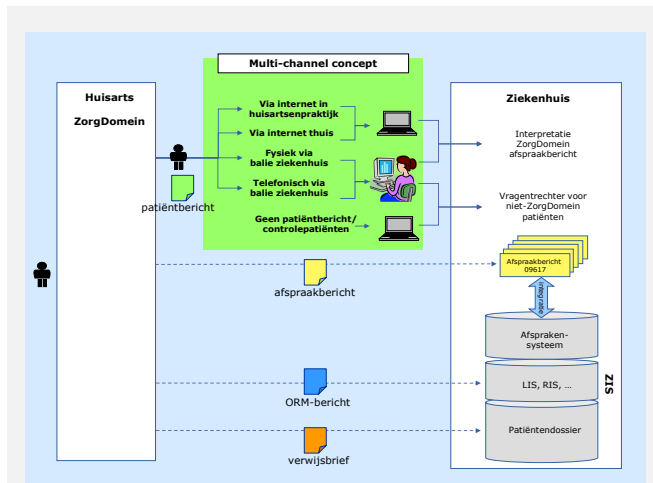 Multi-channel concept
Huisarts
ZorgDomein
Ziekenhuis
Via internet in
huisartsenpraktijk
Via internet thuis
Fysiek via
balie ziekenhuis
Telefonisch via
balie ziekenhuis
Geen patiëntbericht/
controlepatiënten
patiëntbericht
Interpretatie
ZorgDomein
afspraakbericht
Vragentrechter voor
niet-ZorgDomein
patiënten
Afspraakbericht
09617
integratie
afspraakbericht
Afspraken-
systeem
LIS, RIS, ...
ZIS
ORM-bericht
Patiëntendossier
verwijsbrief